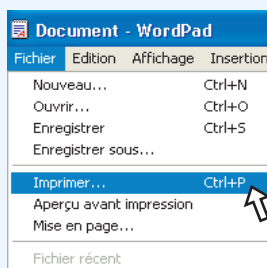 Document - WordPad
Fichier Edition Affichage Insertion
Nouveau... Ctrl+N
Ouvrir... Ctrl+O
Enregistrer Ctrl+S
Enregistrer sous...
Imprimer... Ctrl+P
Aperçu avant impression
Mise en page...
Fichier récent